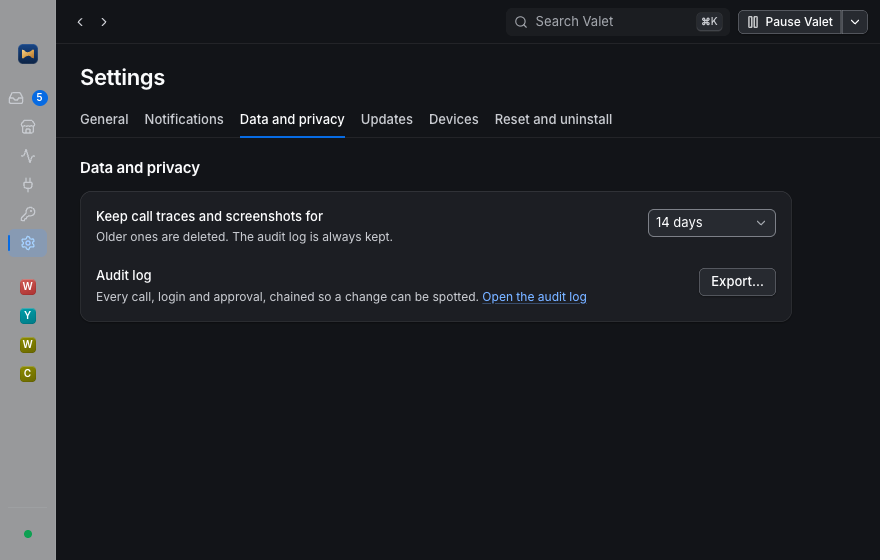 Search Valet
⌘K
Pause Valet
Settings
5
General
Notifications
Data and privacy
Updates
Devices
Reset and uninstall
Data and privacy
Keep call traces and screenshots for
Older ones are deleted. The audit log is always kept.
14 days
Audit log
Every call, login and approval, chained so a change can be spotted. Open the audit log
Export...
W
Y
W
C